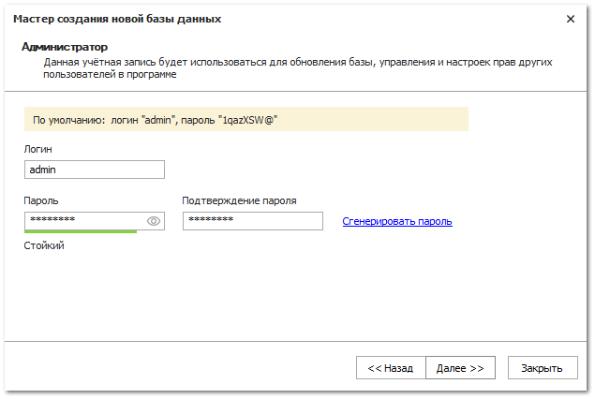 Мастер создания новой базы данных
Администратор
Данная учётная запись будет использоваться для обновления базы, управления и настроек прав других
пользователей в программе
По умолчанию: логин "admin", пароль "1qazXSW@"
Логин
admin
Пароль Подтверждение пароля
******** ******** Сгенерировать пароль
Стойкий
<< Назад Далее >> Закрыть